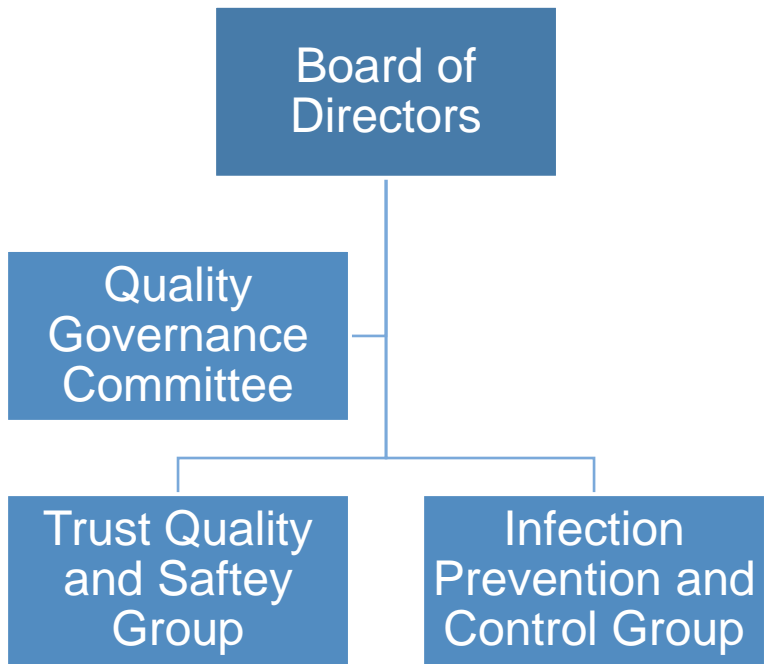 Board of
Directors
Quality
Governance
Committee
Trust Quality
and Saftey
Group
Infection
Prevention and
Control Group